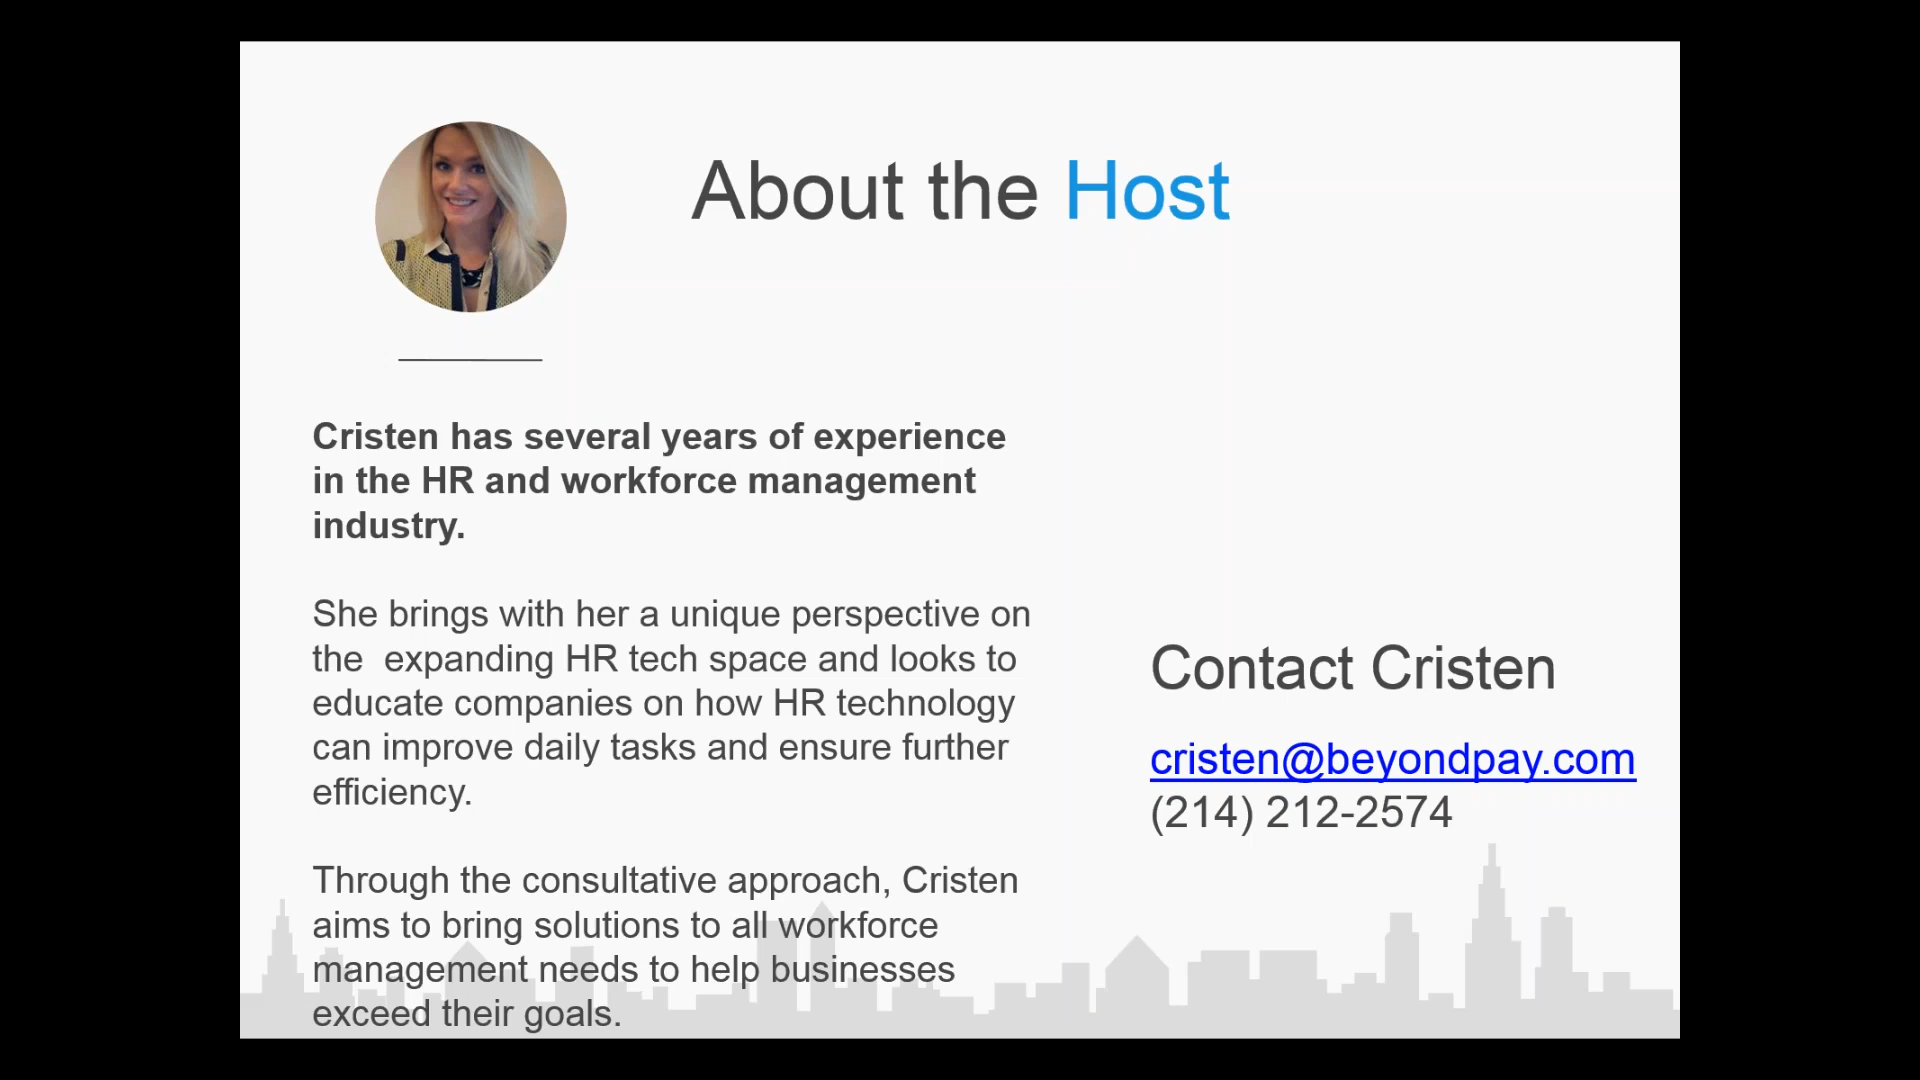 About the Host
Cristen has several years of experience
in the HR and workforce management
industry.
She brings with her a unique perspective on
the  expanding HR tech space and looks to
educate companies on how HR technology
can improve daily tasks and ensure further
efficiency.
Through the consultative approach, Cristen
aims to bring solutions to all workforce
management needs to help businesses
exceed their goals.
Contact Cristen
cristen@beyondpay.com
(214) 212-2574